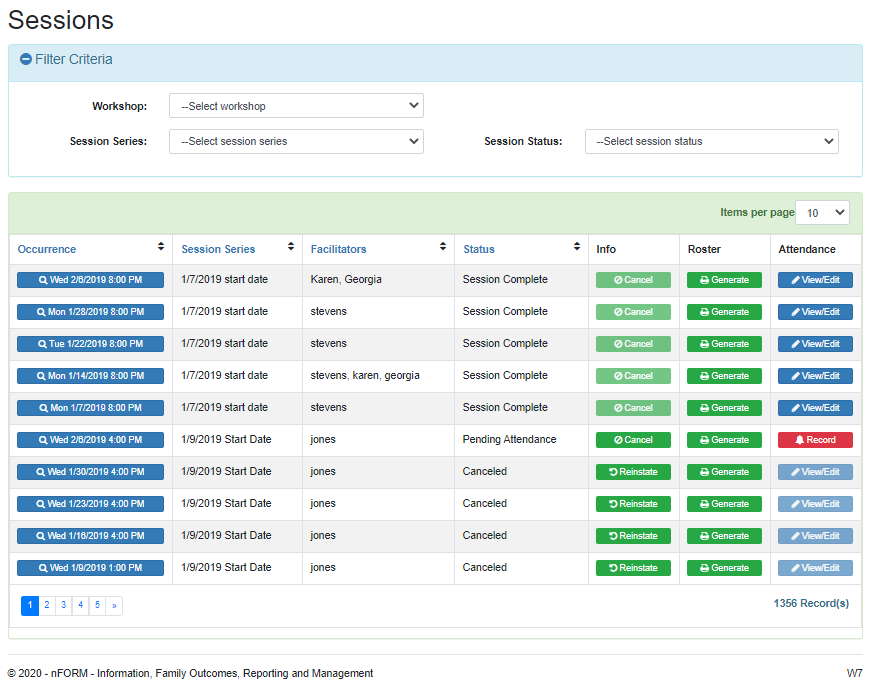 Sessions
Filter Criteria
Workshop: --Select workshop
Session Series: --Select session series Session Status: --Select session status
Items per page 10
Occurrence Session Series Facilitators Status Info Roster Attendance
Wed 2/6/2019 8:00 PM 1/7/2019 start date Karen, Georgia Session Complete Cancel Generate View/Edit
Mon 1/28/2019 8:00 PM 1/7/2019 start date stevens Session Complete Cancel Generate View/Edit
Tue 1/22/2019 8:00 PM 1/7/2019 start date stevens Session Complete Cancel Generate View/Edit
Mon 1/14/2019 8:00 PM 1/7/2019 start date stevens, karen, georgia Session Complete Cancel Generate View/Edit
Mon 1/7/2019 8:00 PM 1/7/2019 start date stevens Session Complete Cancel Generate View/Edit
Wed 2/6/2019 4:00 PM 1/9/2019 Start Date jones Pending Attendance Cancel Generate Record
Wed 1/30/2019 4:00 PM 1/9/2019 Start Date jones Canceled Reinstate Generate View/Edit
Wed 1/23/2019 4:00 PM 1/9/2019 Start Date jones Canceled Reinstate Generate View/Edit
Wed 1/16/2019 4:00 PM 1/9/2019 Start Date jones Canceled Reinstate Generate View/Edit
Wed 1/9/2019 1:00 PM 1/9/2019 Start Date jones Canceled Reinstate Generate View/Edit
1 2 3 4 5 » 1356 Record(s)
© 2020 - nFORM - Information, Family Outcomes, Reporting and Management W7